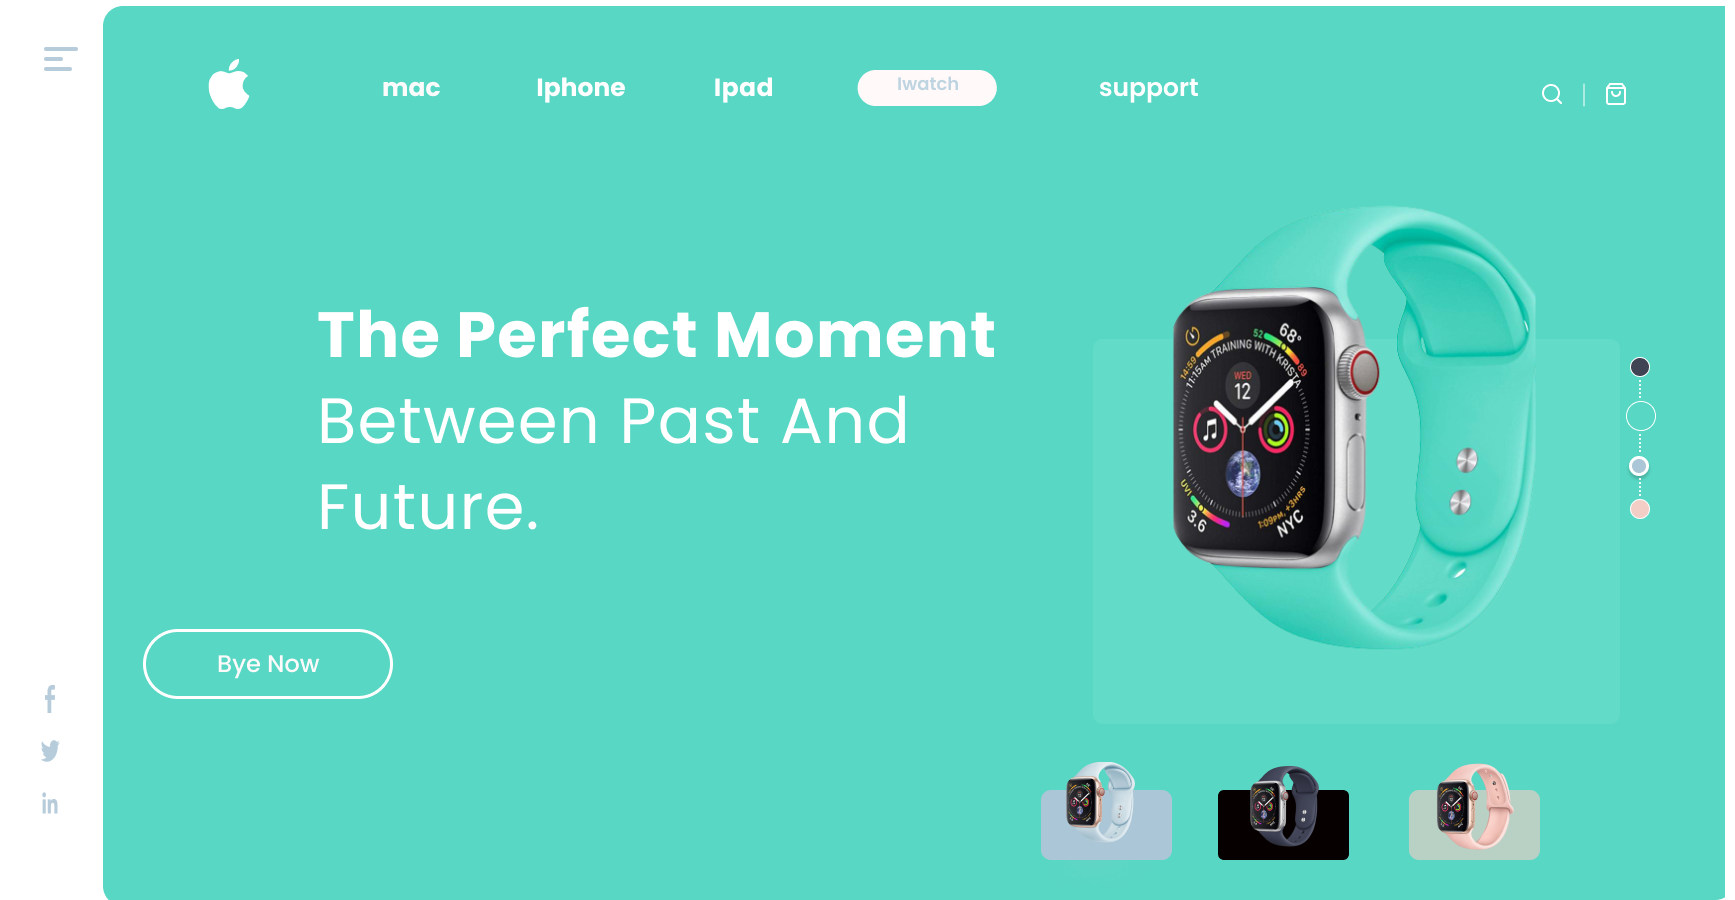 mac Iphone Ipad Iwatch support
The Perfect Moment
Between Past And
Future.
Bye Now
14:59
11:15AM TRAINING WITH KRISTA
52 68° 89
WED
12
UVI
3.6
1:09PM, +3HRS
NYC